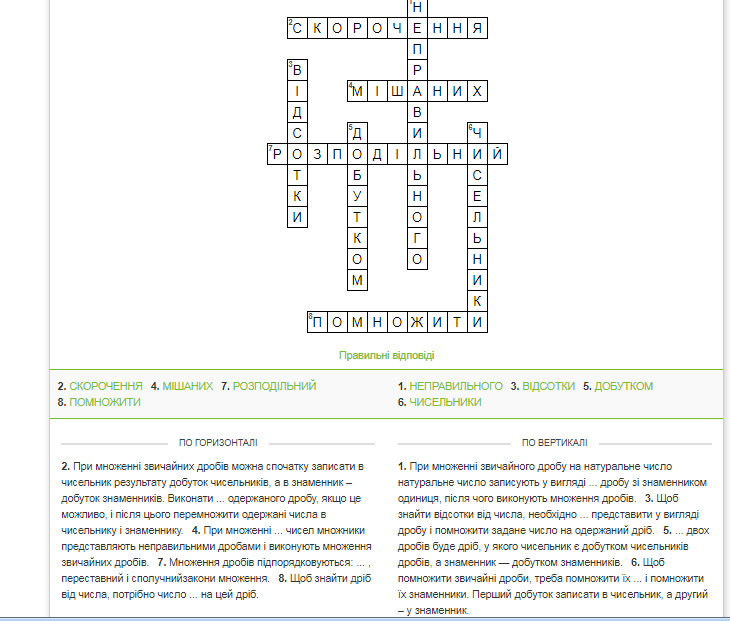 1Н
2СКОРОЧЕННЯ
П
3В Р
І 4МІШАНИХ
Д В
С 5Д И 6Ч
7РОЗПОДІЛЬНИЙ
Т Б Ь С
К У Н Е
И Т О Л
К Г Ь
О О Н
М И
К
8ПОМНОЖИТИ
Правильні відповіді
2. СКОРОЧЕННЯ 4. МІШАНИХ 7. РОЗПОДІЛЬНИЙ
8. ПОМНОЖИТИ
1. НЕПРАВИЛЬНОГО 3. ВІДСОТКИ 5. ДОБУТКОМ
6. ЧИСЕЛЬНИКИ
ПО ГОРИЗОНТАЛІ
2. При множенні звичайних дробів можна спочатку записати в
чисельник результату добуток чисельників, а в знаменник –
добуток знаменників. Виконати ... одержаного дробу, якщо це
можливо, і після цього перемножити одержані числа в
чисельнику і знаменнику. 4. При множенні ... чисел множники
представляють неправильними дробами і виконують множення
звичайних дробів. 7. Множення дробів підпорядковуються: ... ,
переставний і сполучнийзакони множення. 8. Щоб знайти дріб
від числа, потрібно число ... на цей дріб.
ПО ВЕРТИКАЛІ
1. При множенні звичайного дробу на натуральне число
натуральне число записують у вигляді ... дробу зі знаменником
одиниця, після чого виконують множення дробів. 3. Щоб
знайти відсотки від числа, необхідно ... представити у вигляді
дробу і помножити задане число на одержаний дріб. 5. ... двох
дробів буде дріб, у якого чисельник є добутком чисельників
дробів, а знаменник — добутком знаменників. 6. Щоб
помножити звичайні дроби, треба помножити їх ... і помножити
їх знаменники. Перший добуток записати в чисельник, а другий
– у знаменник.